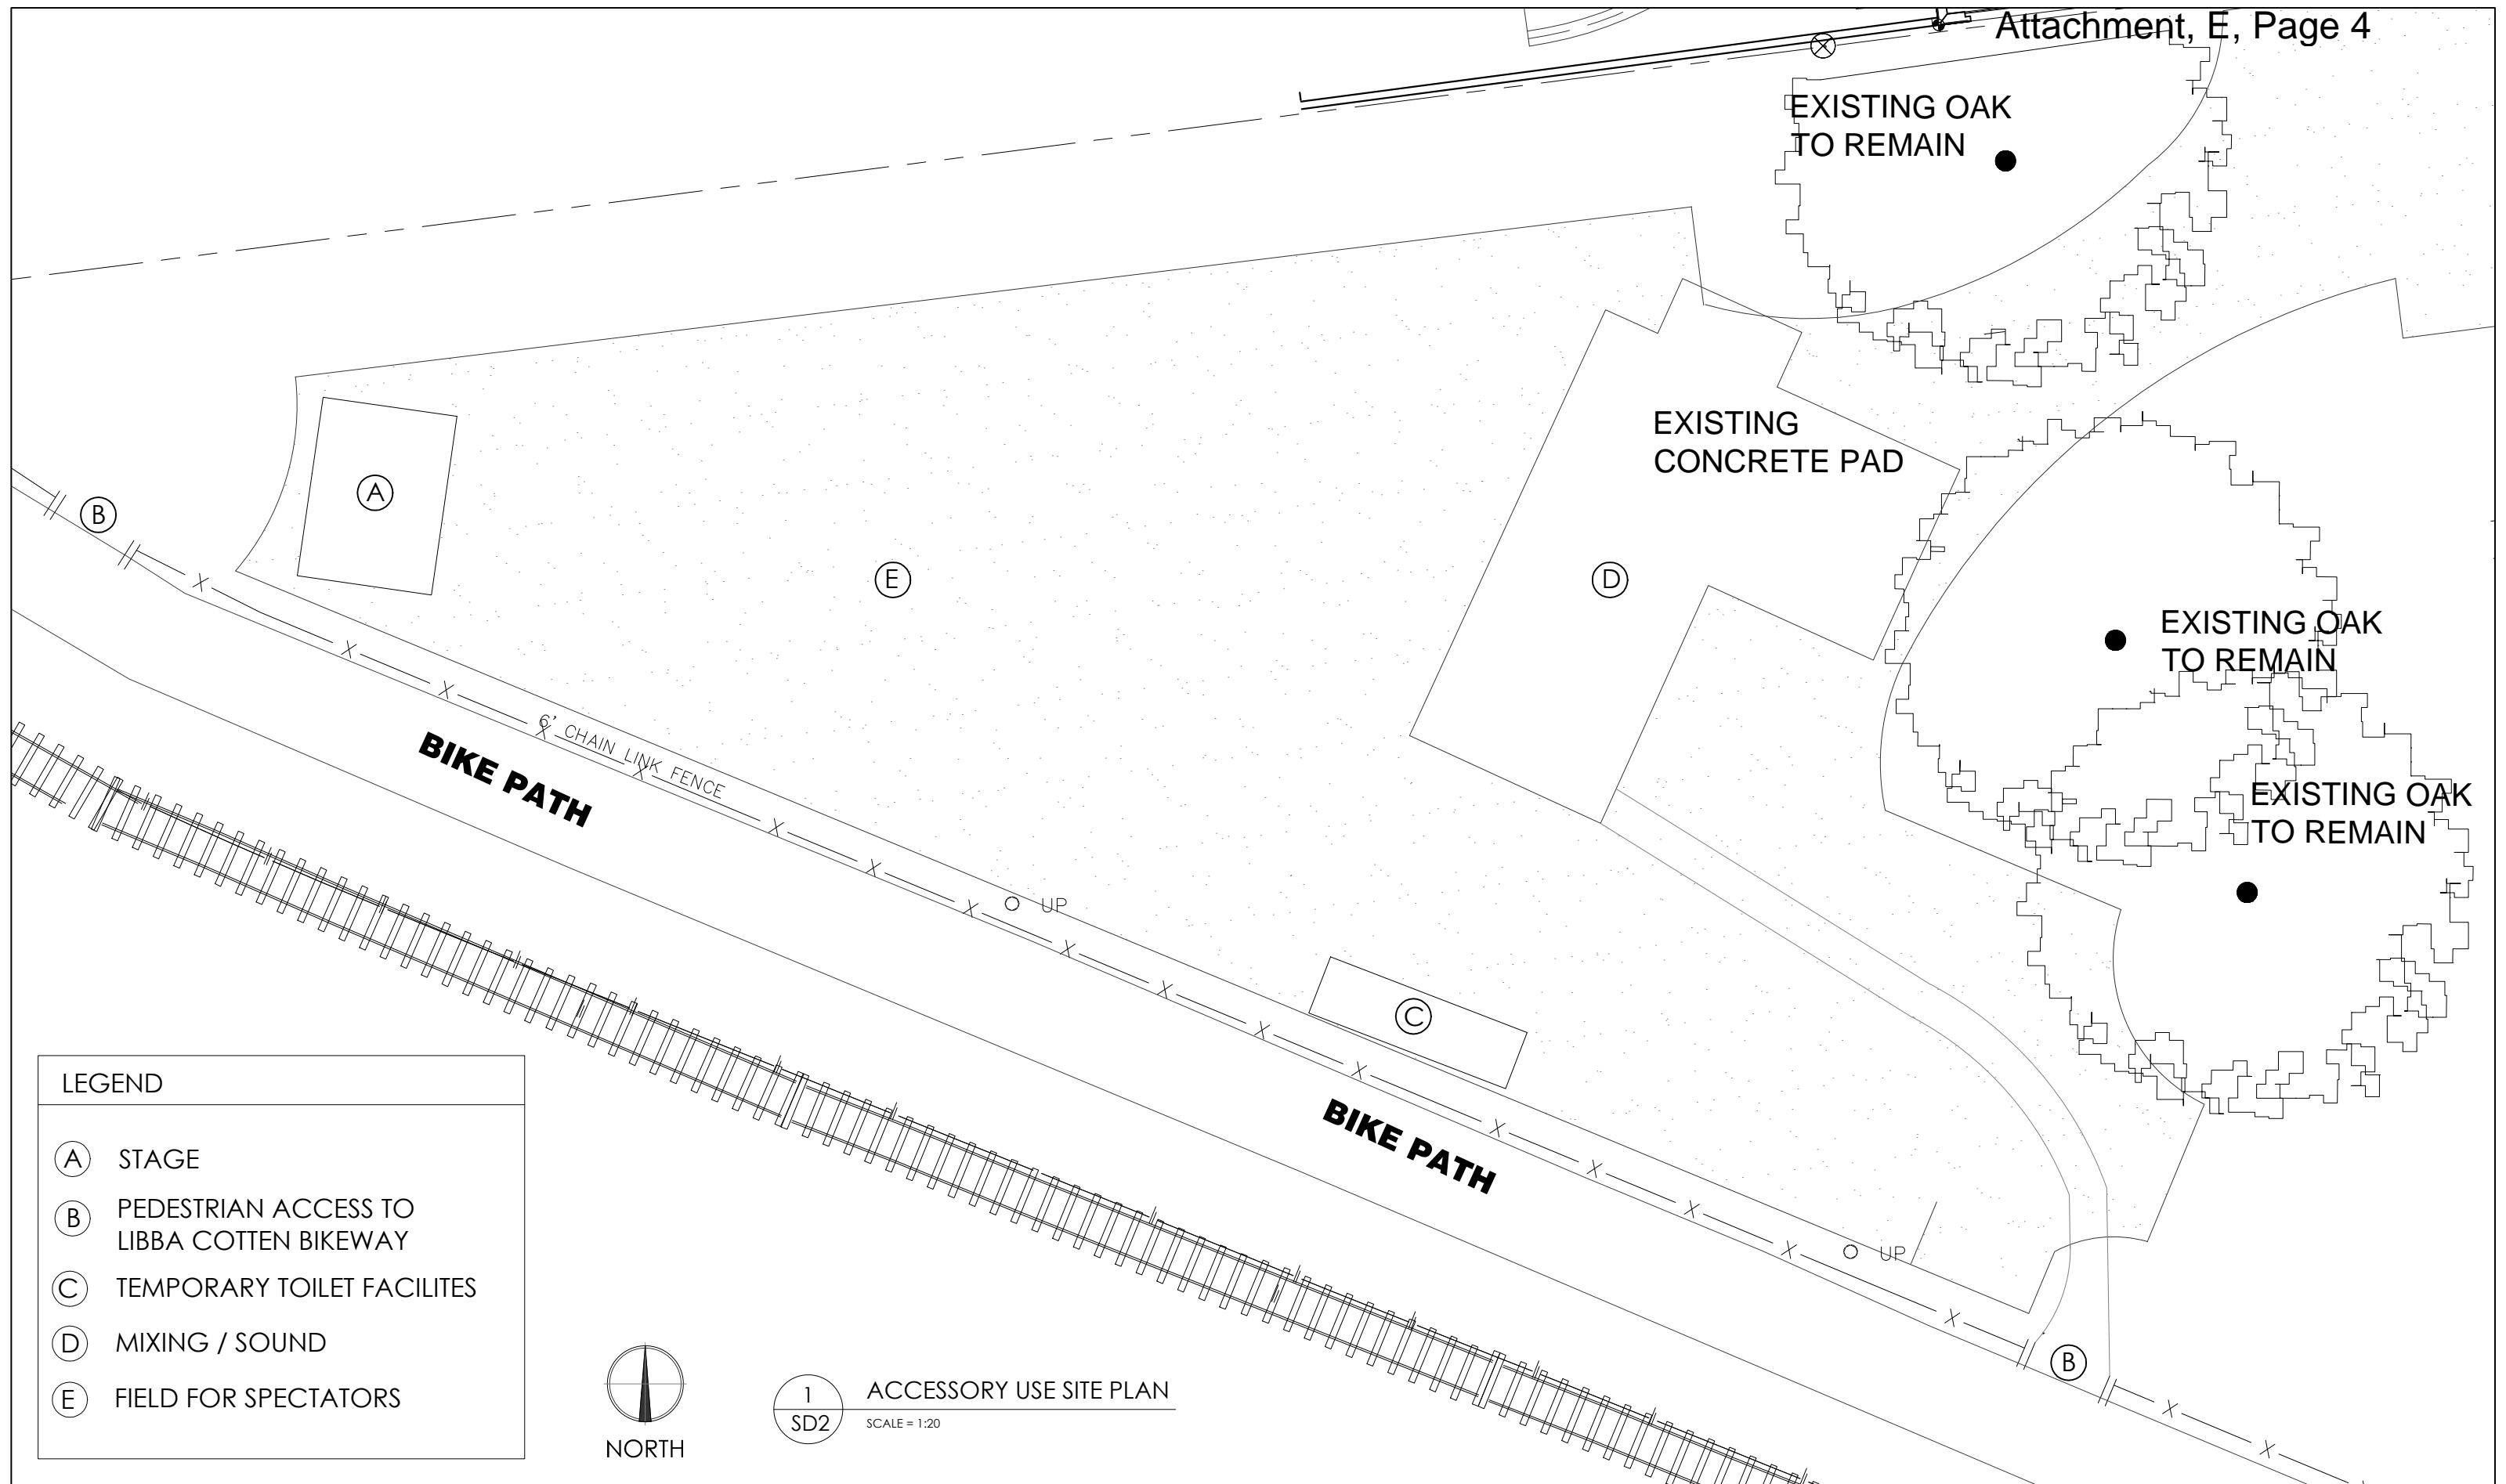 Attachment, E, Page 4
EXISTING OAK
TO REMAIN
EXISTING
CONCRETE PAD
A
B
E
D
EXISTING OAK
TO REMAIN
6' CHAIN LINK FENCE
BIKE PATH
EXISTING OAK
TO REMAIN
UP
C
BIKE PATH
UP
B
LEGEND
A STAGE
B PEDESTRIAN ACCESS TO
LIBBA COTTEN BIKEWAY
C TEMPORARY TOILET FACILITES
D MIXING / SOUND
E FIELD FOR SPECTATORS
NORTH
1
SD2
ACCESSORY USE SITE PLAN
SCALE = 1:20